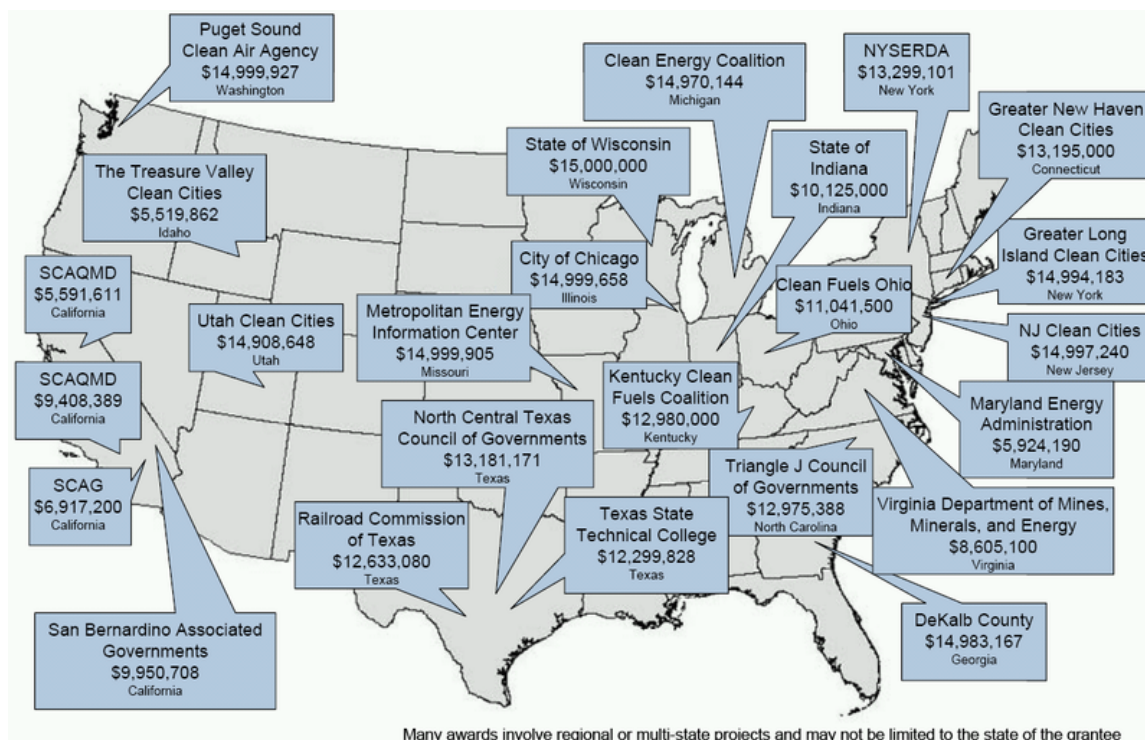 Puget Sound
Clean Air Agency
$14,999,927
Washington
Clean Energy Coalition
$14,970,144
Michigan
NYSERDA
$13,299,101
New York
Greater New Haven
Clean Cities
$13,195,000
Connecticut
State of Wisconsin
$15,000,000
Wisconsin
State of
Indiana
$10,125,000
Indiana
The Treasure Valley
Clean Cities
$5,519,862
Idaho
Greater Long
Island Clean Cities
$14,994,183
New York
City of Chicago
$14,999,658
Illinois
Clean Fuels Ohio
$11,041,500
Ohio
SCAQMD
$5,591,611
California
Utah Clean Cities
$14,908,648
Utah
Metropolitan Energy
Information Center
$14,999,905
Missouri
NJ Clean Cities
$14,997,240
New Jersey
SCAQMD
$9,408,389
California
Kentucky Clean
Fuels Coalition
$12,980,000
Kentucky
North Central Texas
Council of Governments
$13,181,171
Texas
Maryland Energy
Administration
$5,924,190
Maryland
SCAG
$6,917,200
California
Triangle J Council
of Governments
$12,975,388
North Carolina
Railroad Commission
of Texas
$12,633,080
Texas
Texas State
Technical College
$12,299,828
Texas
Virginia Department of Mines,
Minerals, and Energy
$8,605,100
Virginia
San Bernardino Associated
Governments
$9,950,708
California
DeKalb County
$14,983,167
Georgia
Many awards involve regional or multi-state projects and may not be limited to the state of the grantee